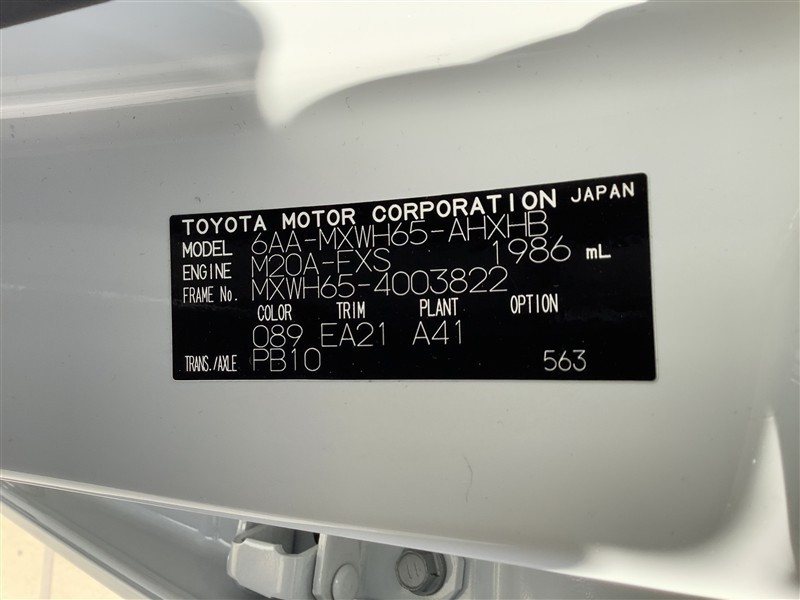 TOYOTA MOTOR CORPORATION JAPAN
MODEL 6AA-MXWH65-AHXHB
ENGINE M20A-FXS 1986 mL
FRAME No. MXWH65-4003822
COLOR TRIM PLANT OPTION
089 EA21 A41
TRANS./AXLE PB10 563